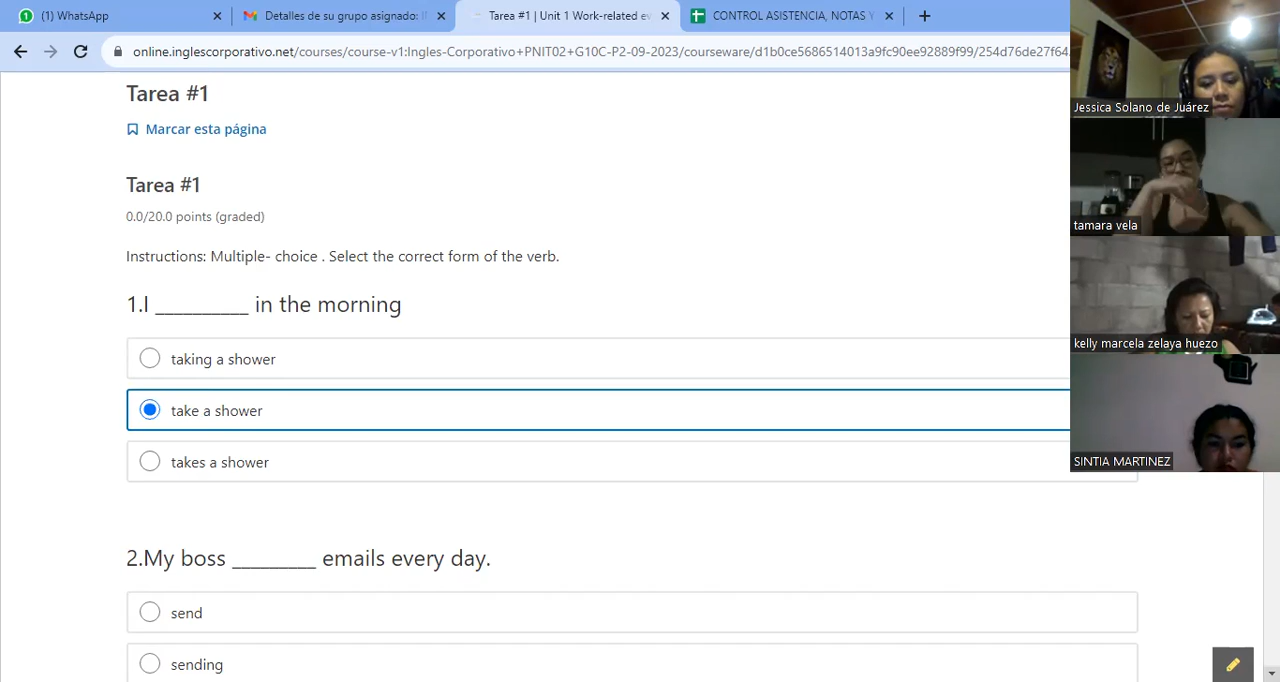 (1) WhatsApp
Detalles de su grupo asignado: I
Tarea #1 | Unit 1 Work-related ev
CONTROL ASISTENCIA, NOTAS Y
online.inglescorporativo.net/courses/course-v1:Ingles-Corporativo+PNIT02+G10C-P2-09-2023/courseware/d1b0ce5686514013a9fc90ee92889f99/254d76de27f64
Tarea #1
Marcar esta página
Tarea #1
0.0/20.0 points (graded)
Instructions: Multiple- choice . Select the correct form of the verb.
1.I __________ in the morning
taking a shower
take a shower
takes a shower
2.My boss _________ emails every day.
send
sending
Jessica Solano de Juárez
tamara vela
kelly marcela zelaya huezo
SINTIA MARTINEZ